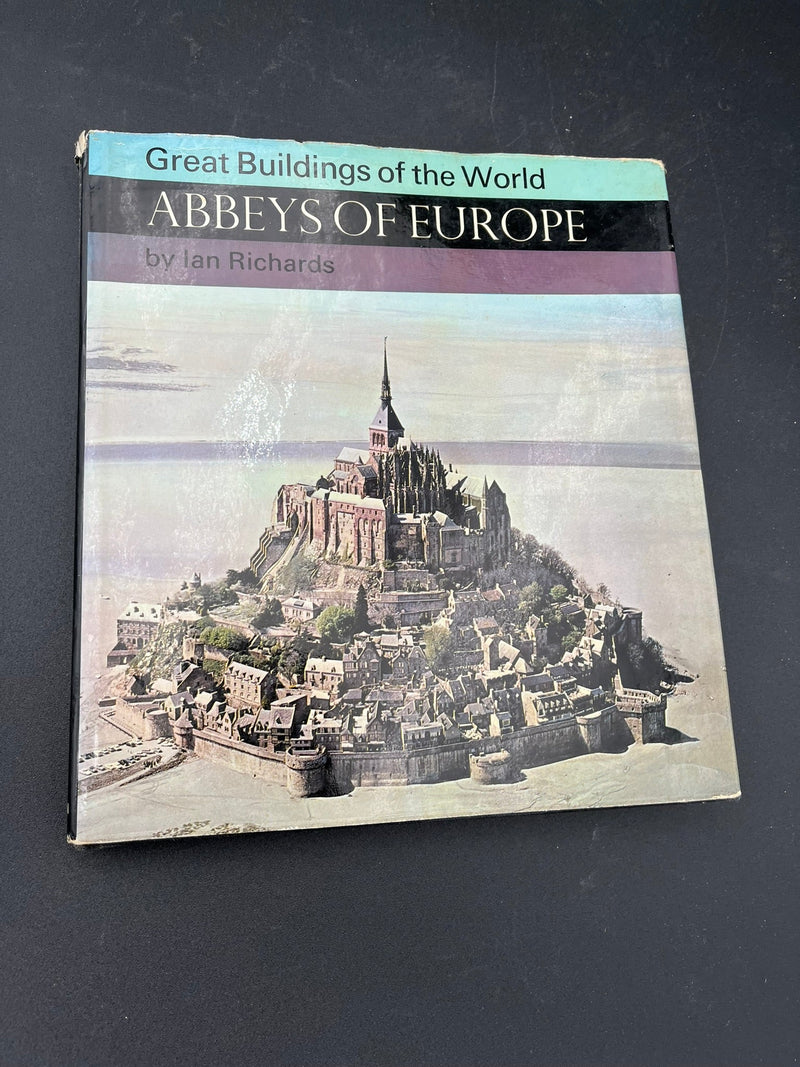 Great Buildings of the World
ABBEYS OF EUROPE
by Ian Richards